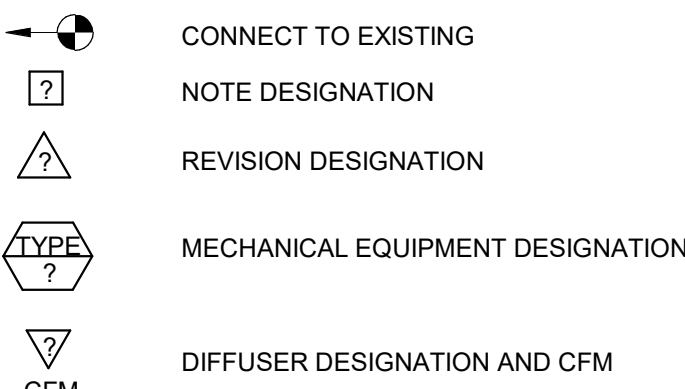 CONNECT TO EXISTING
? NOTE DESIGNATION
? REVISION DESIGNATION
TYPE
? MECHANICAL EQUIPMENT DESIGNATION
? DIFFUSER DESIGNATION AND CFM
CFM